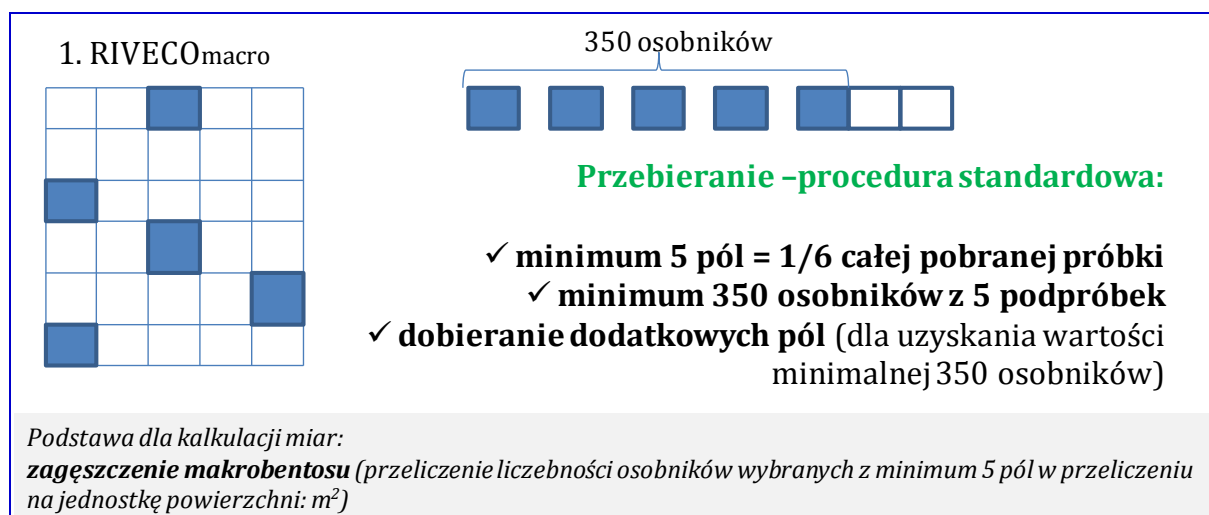 1. RIVECOmacro
350 osobników
Przebieranie –procedura standardowa:
✓ minimum 5 pól = 1/6 całej pobranej próbki
✓ minimum 350 osobników z 5 podpróbek
✓ dobieranie dodatkowych pól (dla uzyskania wartości
minimalnej 350 osobników)
Podstawa dla kalkulacji miar:
zagęszczenie makrobentosu (przeliczenie liczebności osobników wybranych z minimum 5 pól w przeliczeniu
na jednostkę powierzchni: m²)